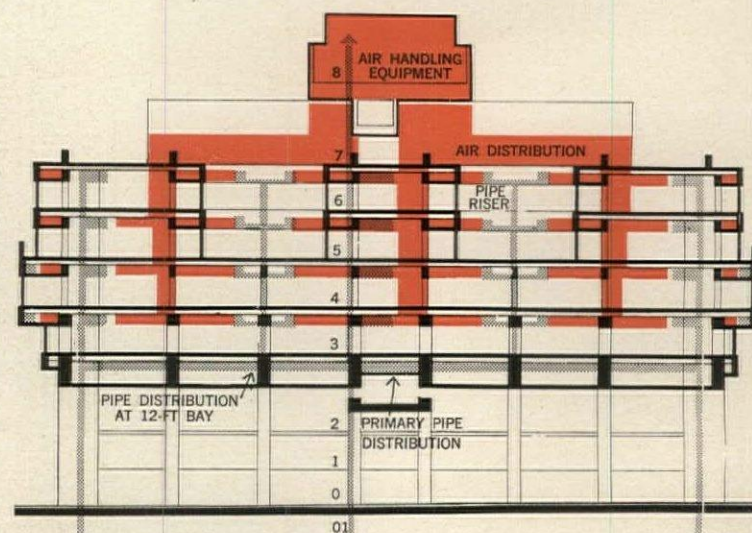 8
AIR HANDLING
EQUIPMENT
7
AIR DISTRIBUTION
6
PIPE
RISER
5
4
3
PIPE DISTRIBUTION
AT 12-FT BAY
2
PRIMARY PIPE
DISTRIBUTION
1
0
01